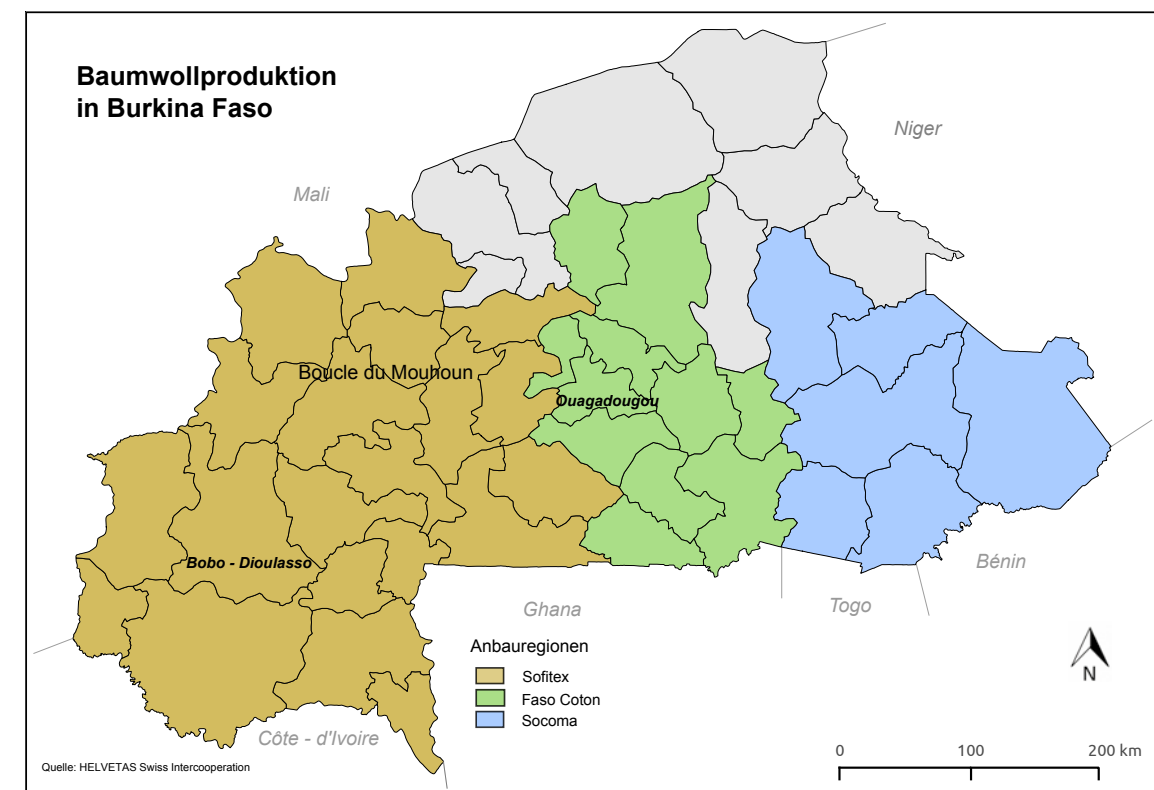 Baumwollproduktion
in Burkina Faso
Niger
Mali
Boucle du Mouhoun
Ouagadougou
Bobo - Dioulasso
Bénin
Togo
Ghana
Anbauregionen
Sofitex
Faso Coton
Socoma
N
Côte - d'Ivoire
0 100 200 km
Quelle: HELVETAS Swiss Intercooperation